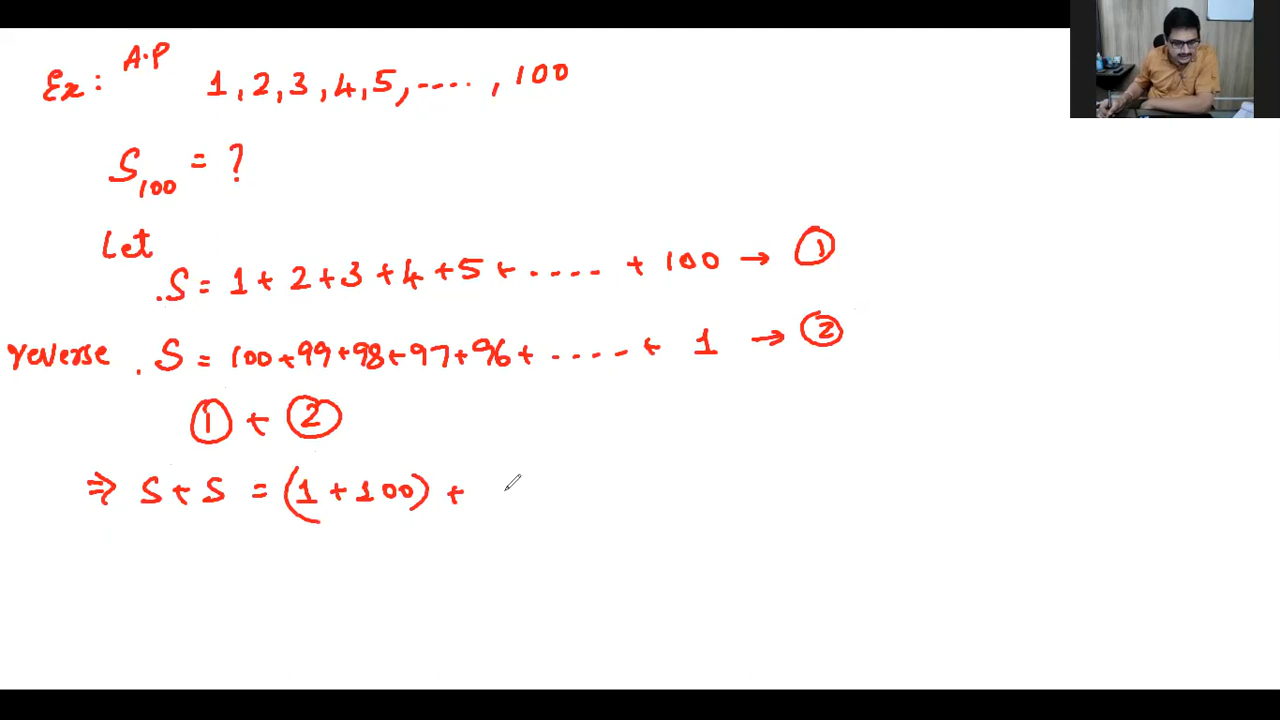 Ex: A.P 1, 2, 3, 4, 5, ....., 100
S₁₀₀ = ?
Let
S = 1 + 2 + 3 + 4 + 5 + ..... + 100 → ①
reverse S = 100 + 99 + 98 + 97 + 96 + ..... + 1 → ②
① + ②
⇒ S + S = (1 + 100) +